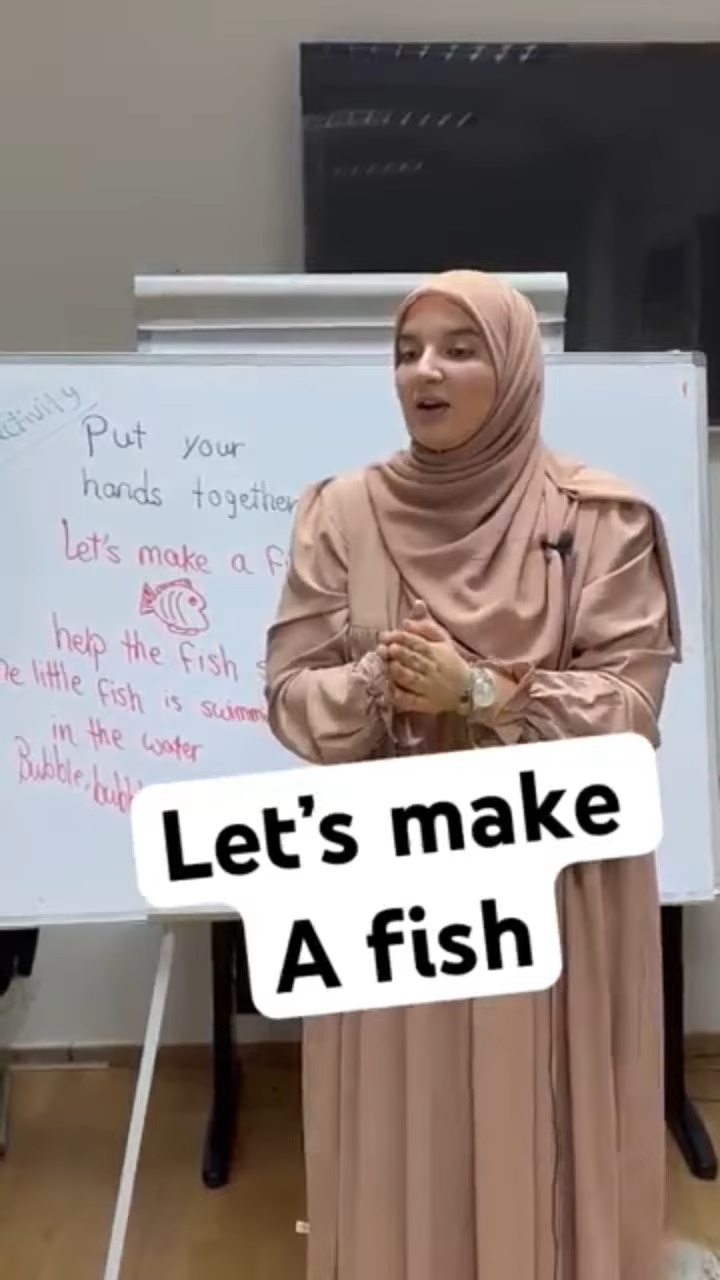 Put your
hands together
Let's make a
help the fish
little fish is
in the water
Bubble,
Let's make
A fish